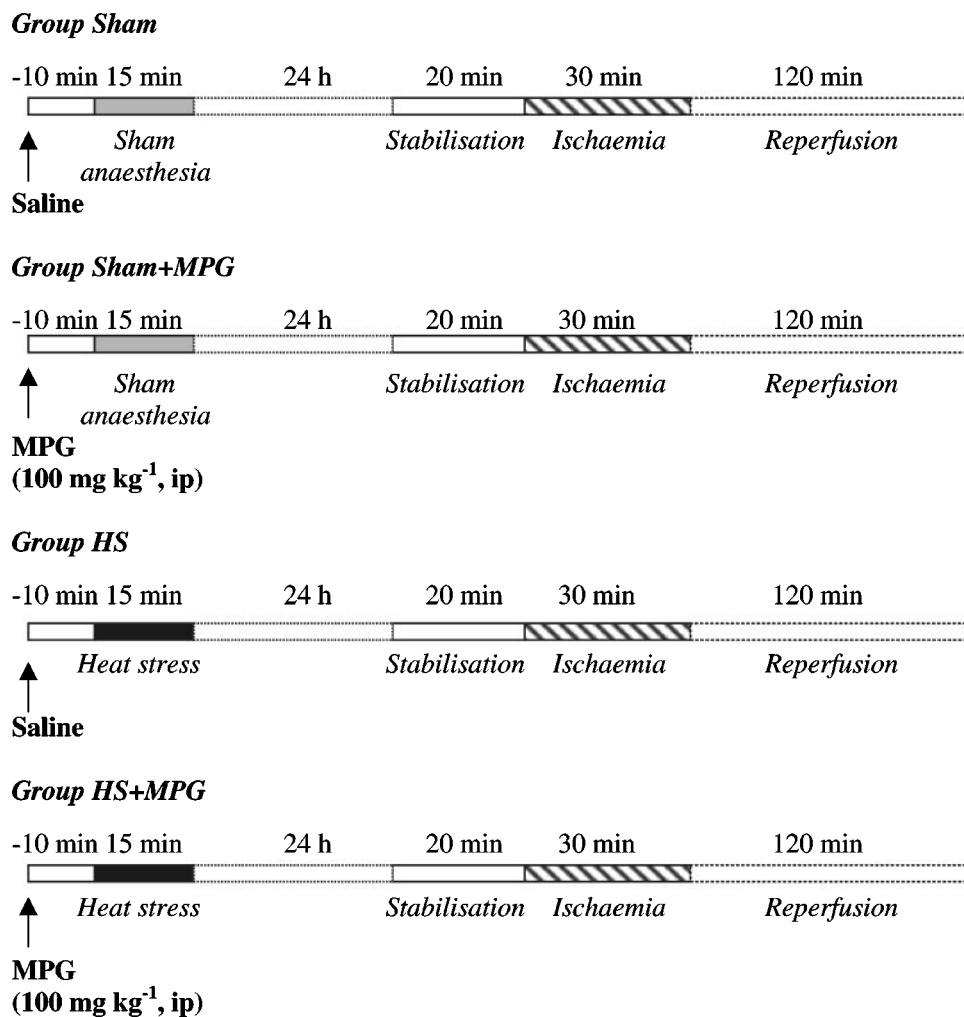 Group Sham
-10 min 15 min 24 h 20 min 30 min 120 min
Sham Stabilisation Ischaemia Reperfusion
anaesthesia
Saline
Group Sham+MPG
-10 min 15 min 24 h 20 min 30 min 120 min
Sham Stabilisation Ischaemia Reperfusion
anaesthesia
MPG
(100 mg kg⁻¹, ip)
Group HS
-10 min 15 min 24 h 20 min 30 min 120 min
Heat stress Stabilisation Ischaemia Reperfusion
Saline
Group HS+MPG
-10 min 15 min 24 h 20 min 30 min 120 min
Heat stress Stabilisation Ischaemia Reperfusion
MPG
(100 mg kg⁻¹, ip)